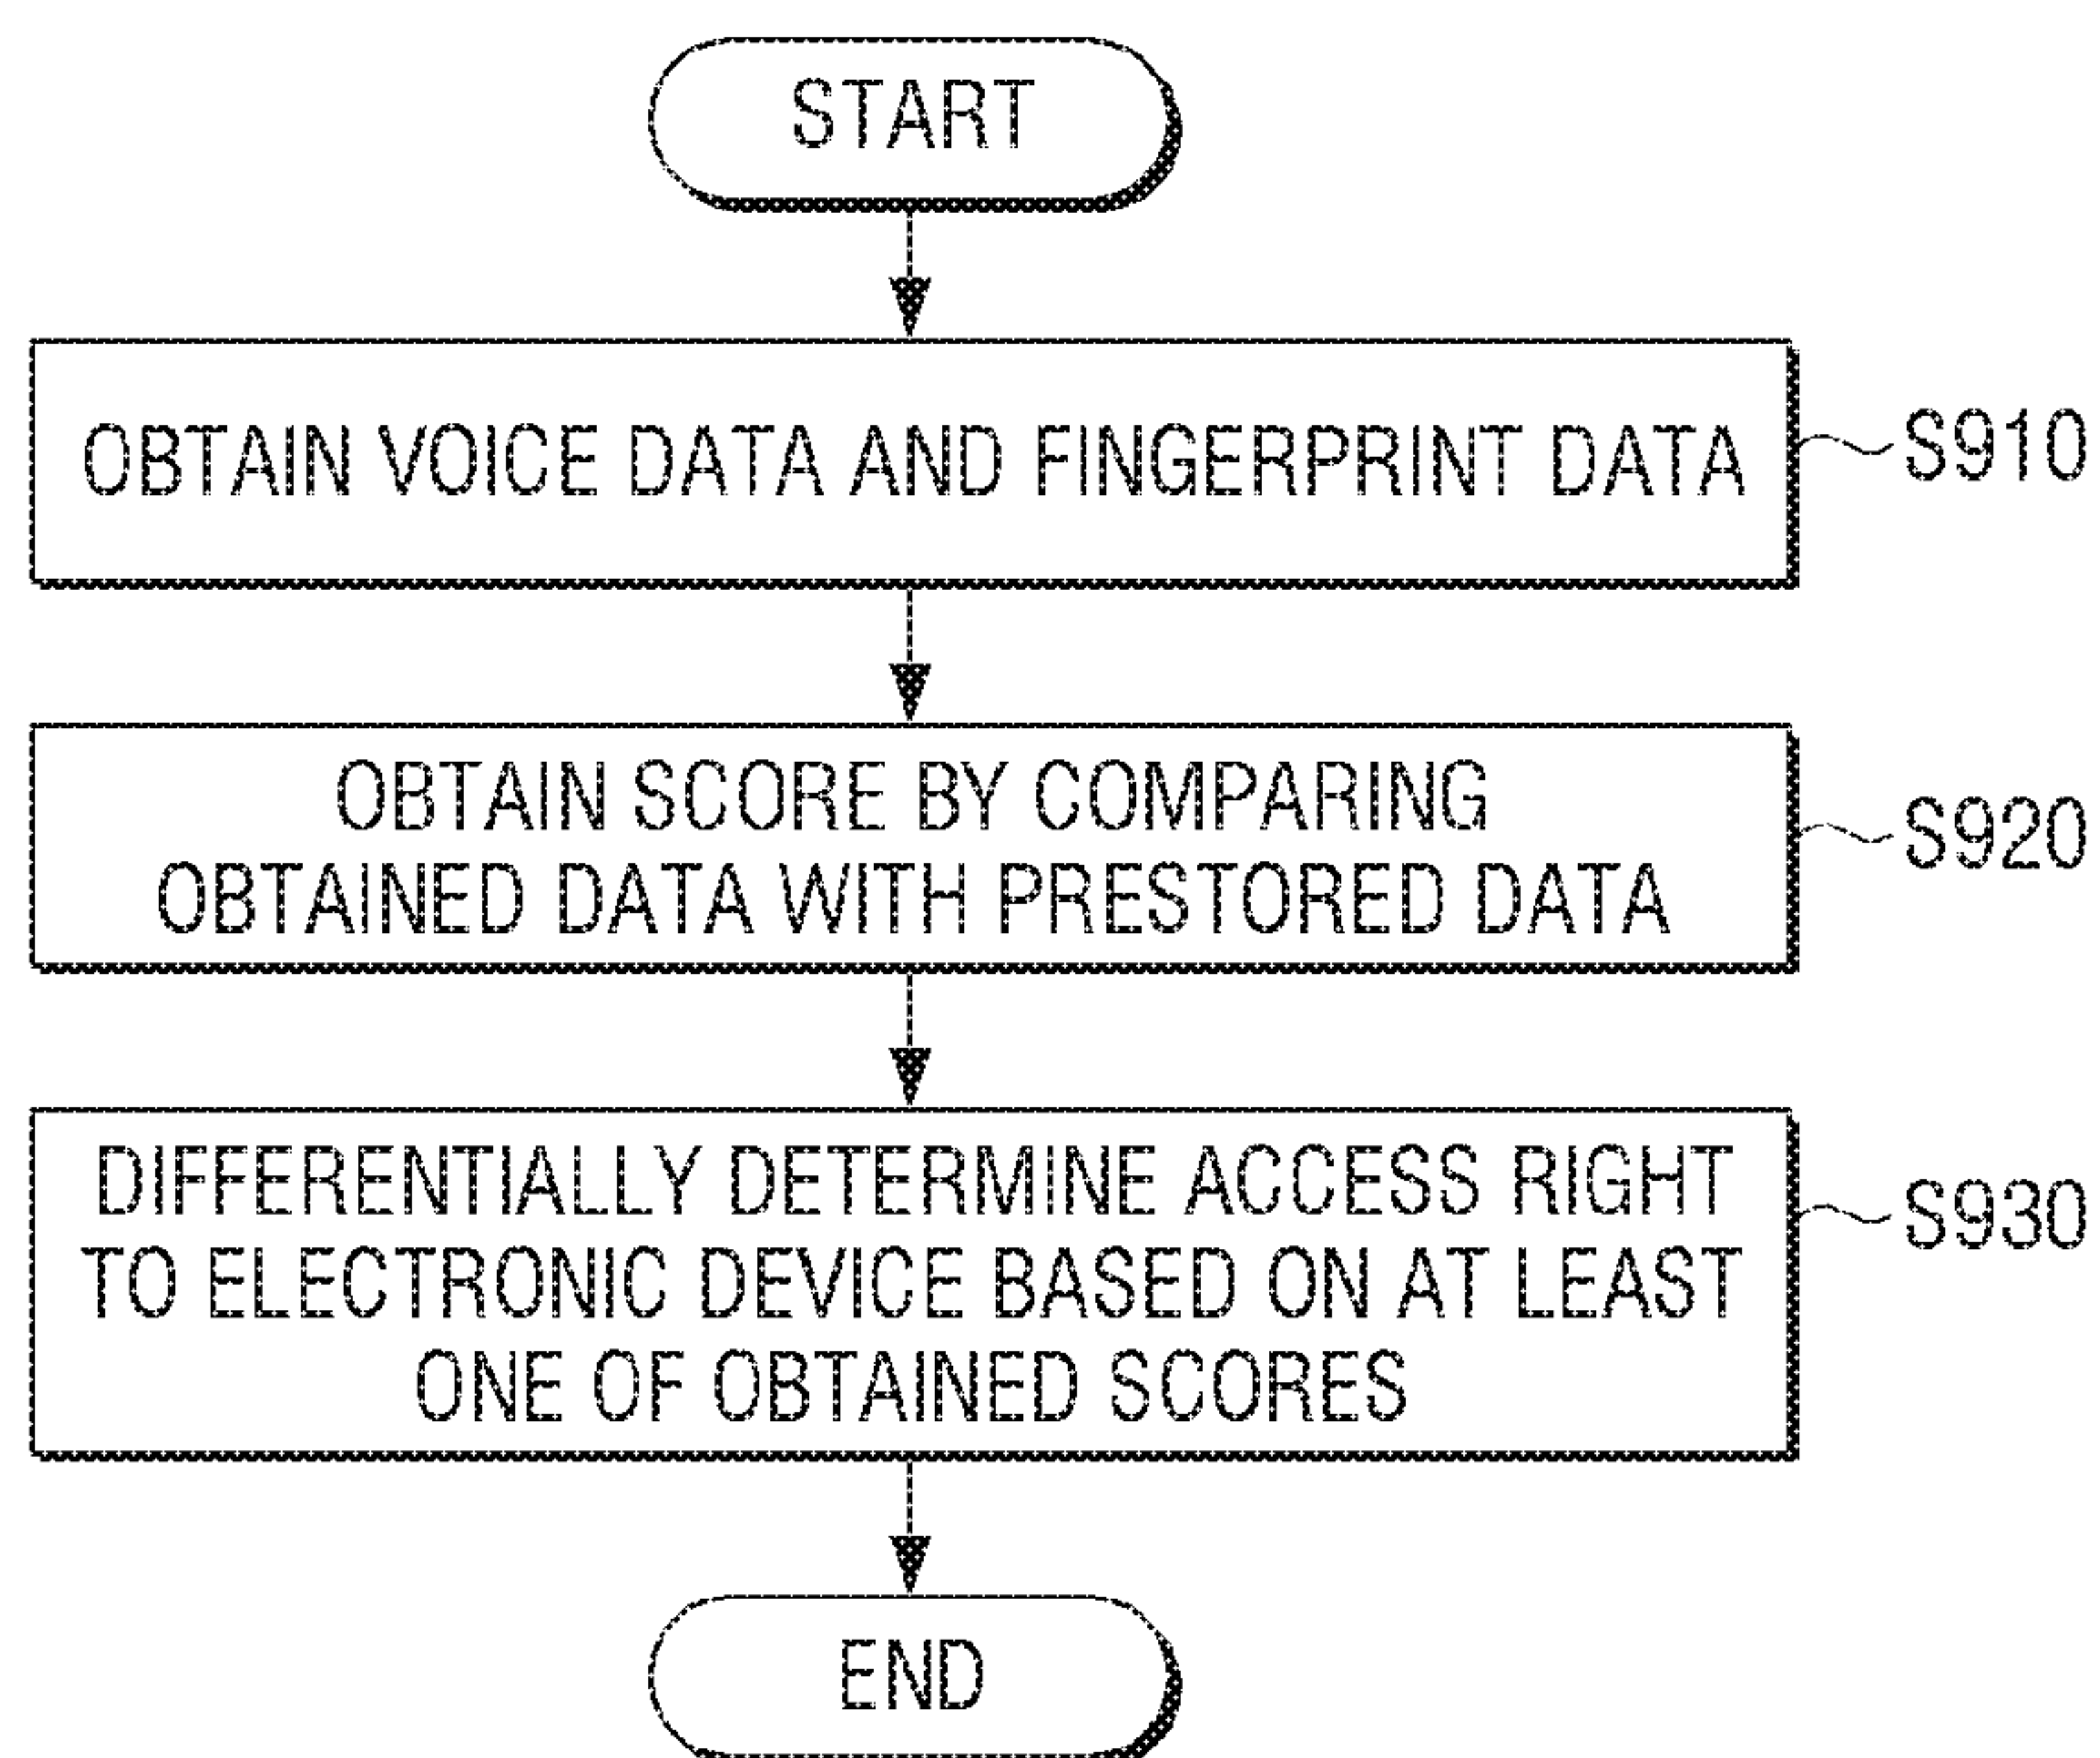 START
OBTAIN VOICE DATA AND FINGERPRINT DATA
S910
OBTAIN SCORE BY COMPARING
OBTAINED DATA WITH PRESTORED DATA
S920
DIFFERENTIALLY DETERMINE ACCESS RIGHT
TO ELECTRONIC DEVICE BASED ON AT LEAST
ONE OF OBTAINED SCORES
S930
END